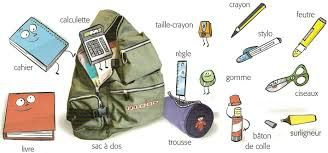 calculette
taille-crayon
crayon
feutre
stylo
règle
cahier
gomme
ciseaux
livre
sac à dos
trousse
bâton
de colle
surligneur